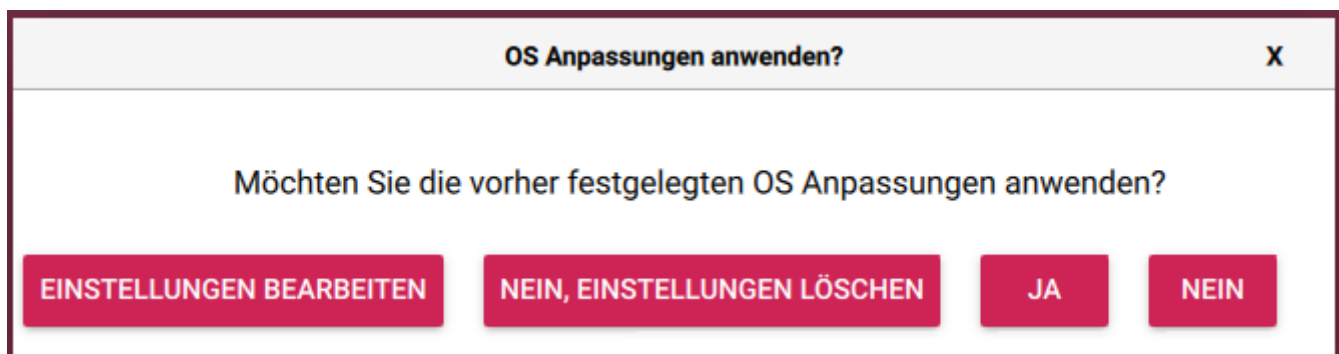 OS Anpassungen anwenden? X
Möchten Sie die vorher festgelegten OS Anpassungen anwenden?
EINSTELLUNGEN BEARBEITEN NEIN, EINSTELLUNGEN LÖSCHEN JA NEIN